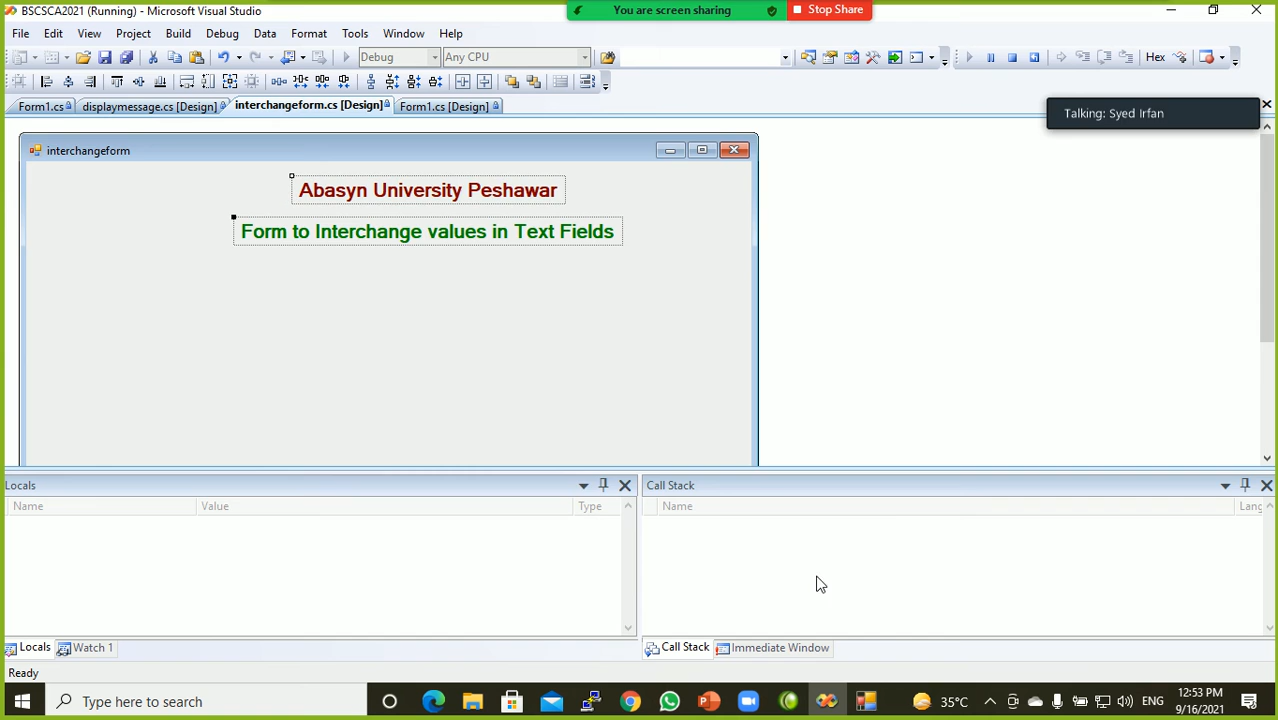 BSCSCA2021 (Running) - Microsoft Visual Studio
You are screen sharing
Stop Share
File Edit View Project Build Debug Data Format Tools Window Help
Debug Any CPU Hex
Form1.cs displaymessage.cs [Design] interchangeform.cs [Design] Form1.cs [Design]
Talking: Syed Irfan
interchangeform
Abasyn University Peshawar
Form to Interchange values in Text Fields
Locals Call Stack
Name Value Type Name Lang
Locals Watch 1 Call Stack Immediate Window
Ready
Type here to search
35°C
ENG
12:53 PM
9/16/2021